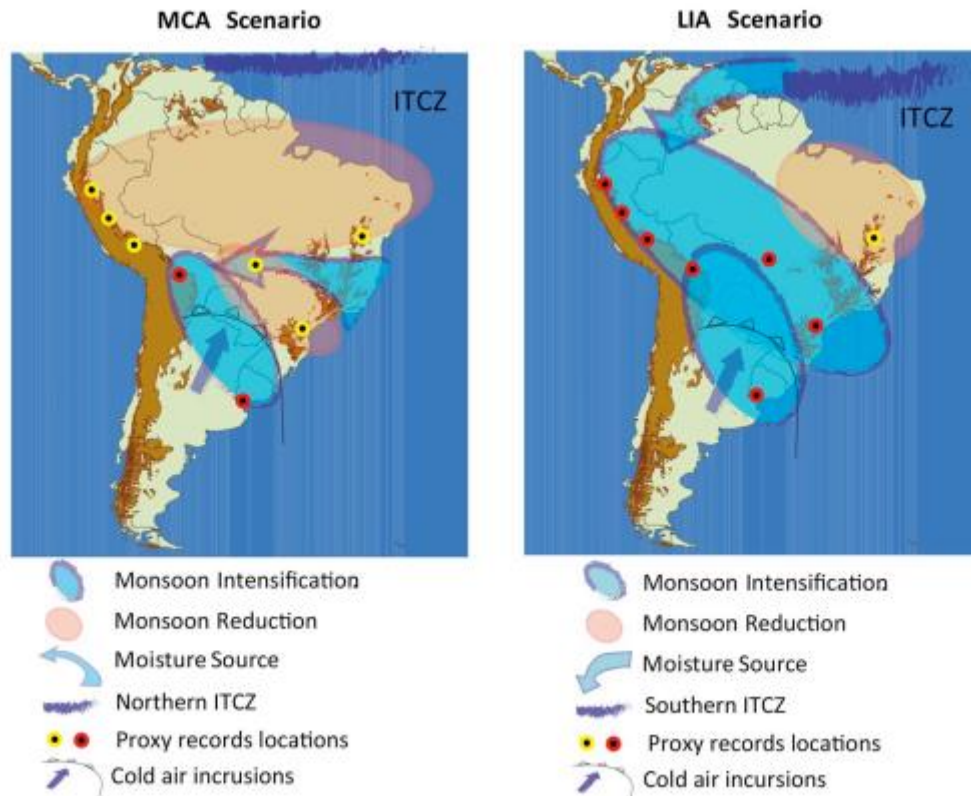 MCA Scenario
ITCZ
Monsoon Intensification
Monsoon Reduction
Moisture Source
Northern ITCZ
Proxy records locations
Cold air incrusions
LIA Scenario
ITCZ
Monsoon Intensification
Monsoon Reduction
Moisture Source
Southern ITCZ
Proxy records locations
Cold air incursions